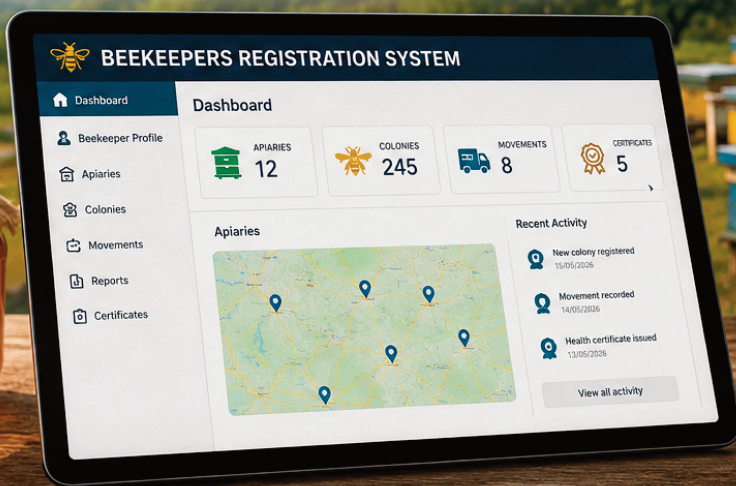 BEEKEEPERS REGISTRATION SYSTEM
Dashboard
Beekeeper Profile
Apiaries
Colonies
Movements
Reports
Certificates
Dashboard
APIARIES
12
COLONIES
245
MOVEMENTS
8
CERTIFICATES
5
Apiaries
Recent Activity
New colony registered
15/05/2026
Movement recorded
14/05/2026
Health certificate issued
13/05/2026
View all activity